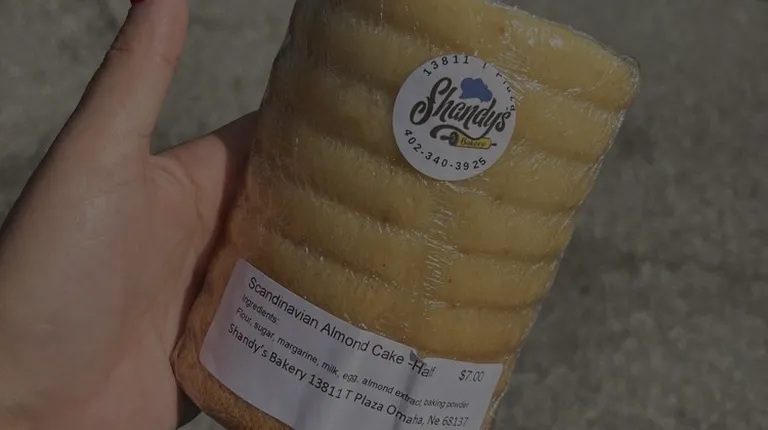 13811 T Plaza
Shandy's
Bakery
402-340-3925
Scandinavian Almond Cake -Half $7.00
Ingredients:
Flour, sugar, margarine, milk, egg, almond extract, baking powder
Shandy's Bakery 13811 T Plaza Omaha, Ne 68137